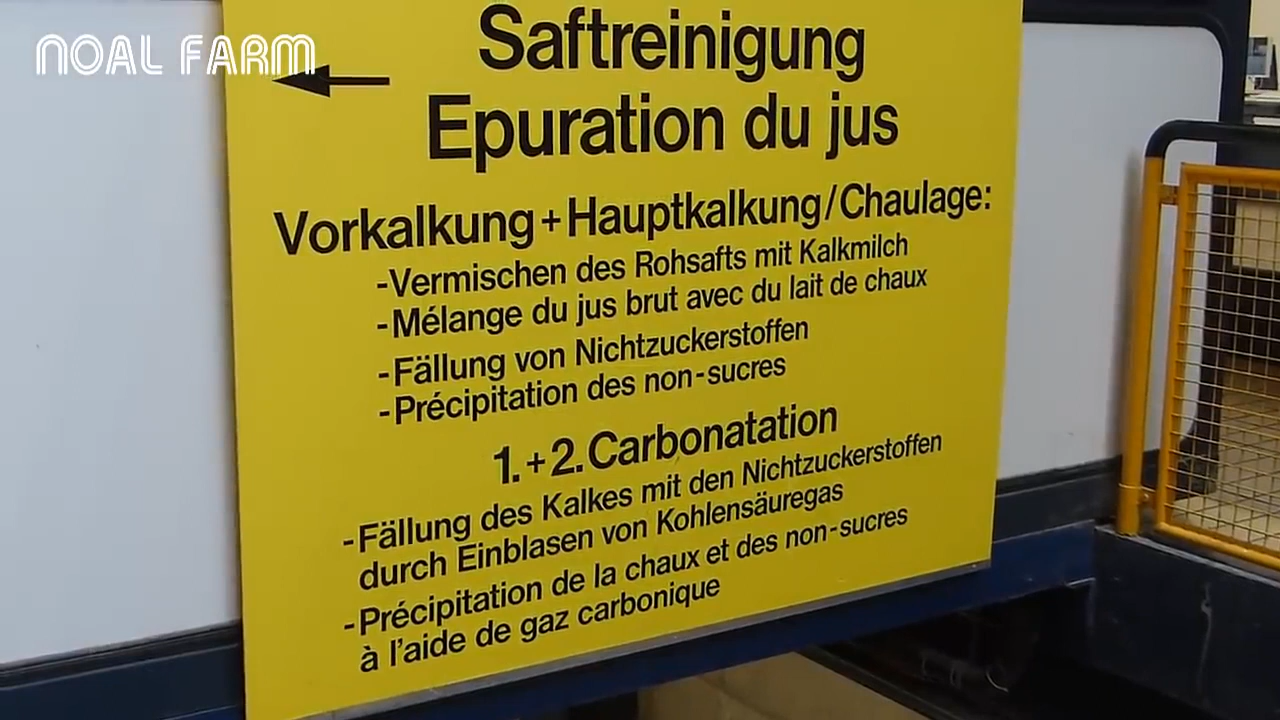 NOAL FARM
Saftreinigung
Epuration du jus
Vorkalkung + Hauptkalkung / Chaulage:
- Vermischen des Rohsafts mit Kalkmilch
- Mélange du jus brut avec du lait de chaux
- Fällung von Nichtzuckerstoffen
- Précipitation des non-sucres
1. + 2. Carbonatation
- Fällung des Kalkes mit den Nichtzuckerstoffen
durch Einblasen von Kohlensäuregas
- Précipitation de la chaux et des non-sucres
à l'aide de gaz carbonique